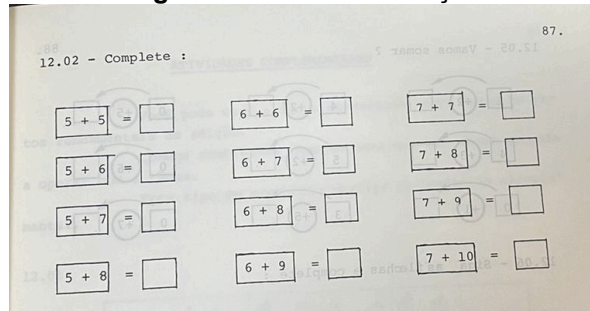 87.
12.02 - Complete :
5 + 5 =
6 + 6 =
7 + 7 =
5 + 6 =
6 + 7 =
7 + 8 =
5 + 7 =
6 + 8 =
7 + 9 =
5 + 8 =
6 + 9 =
7 + 10 =